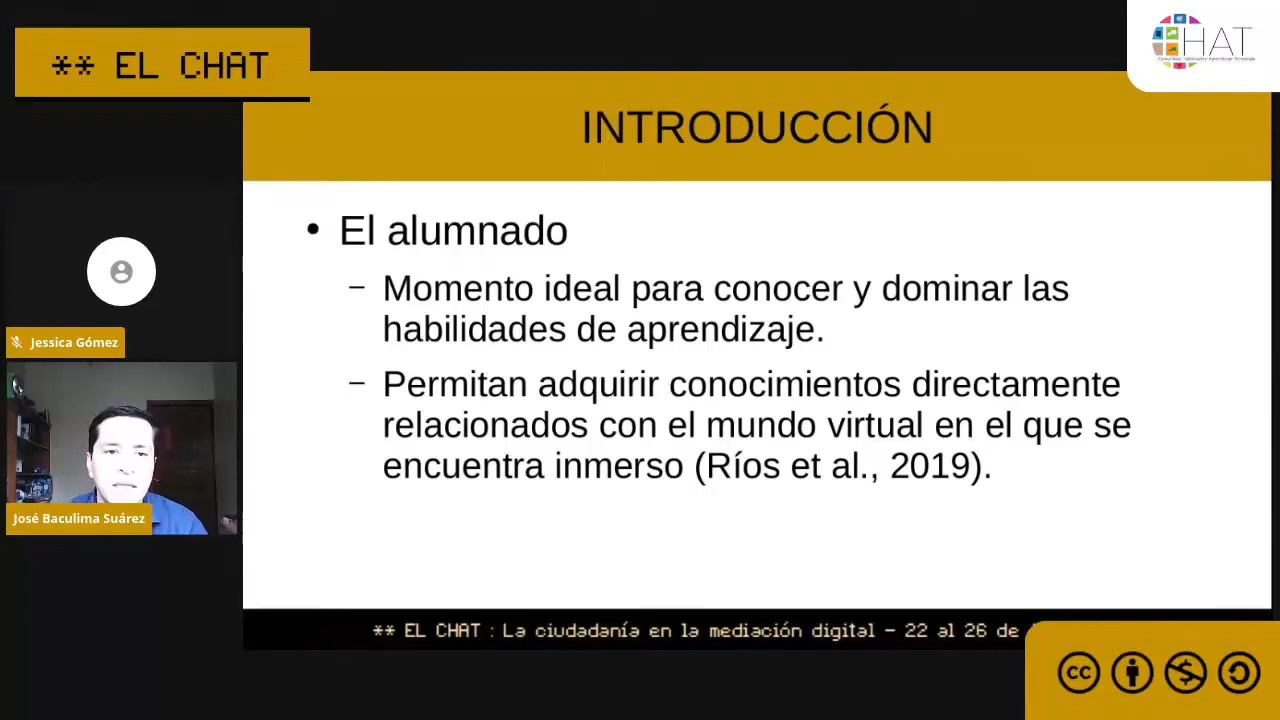 ** EL CHAT
HAT
INTRODUCCIÓN
• El alumnado
– Momento ideal para conocer y dominar las
habilidades de aprendizaje.
– Permitan adquirir conocimientos directamente
relacionados con el mundo virtual en el que se
encuentra inmerso (Ríos et al., 2019).
Jessica Gómez
José Baculima Suárez
** EL CHAT : La ciudadanía en la mediación digital – 22 al 26 de
cc